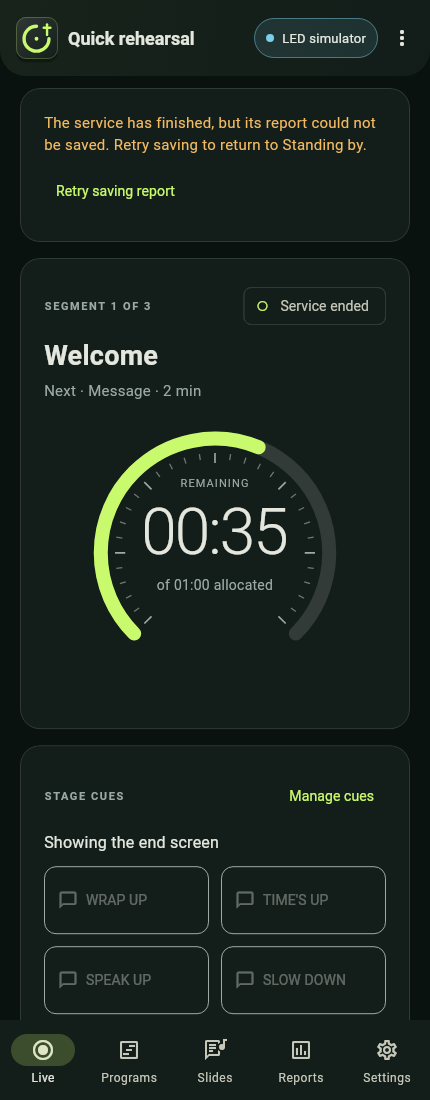 Quick rehearsal
LED simulator
The service has finished, but its report could not
be saved. Retry saving to return to Standing by.
Retry saving report
SEGMENT 1 OF 3
Service ended
Welcome
Next · Message · 2 min
REMAINING
00:35
of 01:00 allocated
STAGE CUES
Manage cues
Showing the end screen
WRAP UP
TIME'S UP
SPEAK UP
SLOW DOWN
Live
Programs
Slides
Reports
Settings